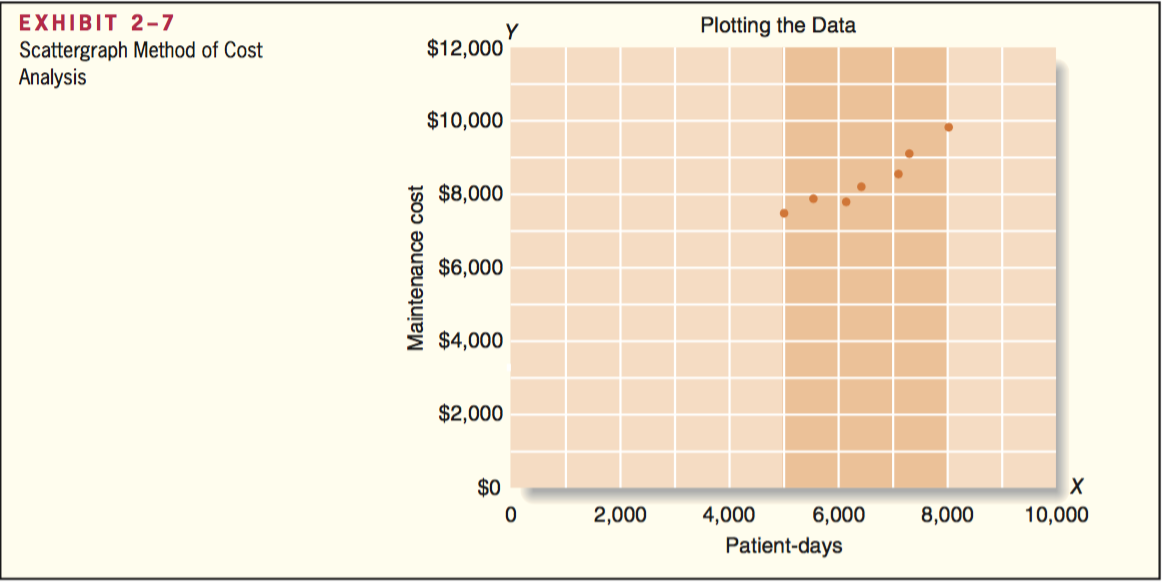 EXHIBIT 2–7
Scattergraph Method of Cost
Analysis
Plotting the Data
Y
$12,000
$10,000
$8,000
$6,000
$4,000
$2,000
$0
Maintenance cost
0 2,000 4,000 6,000 8,000 10,000
X
Patient-days